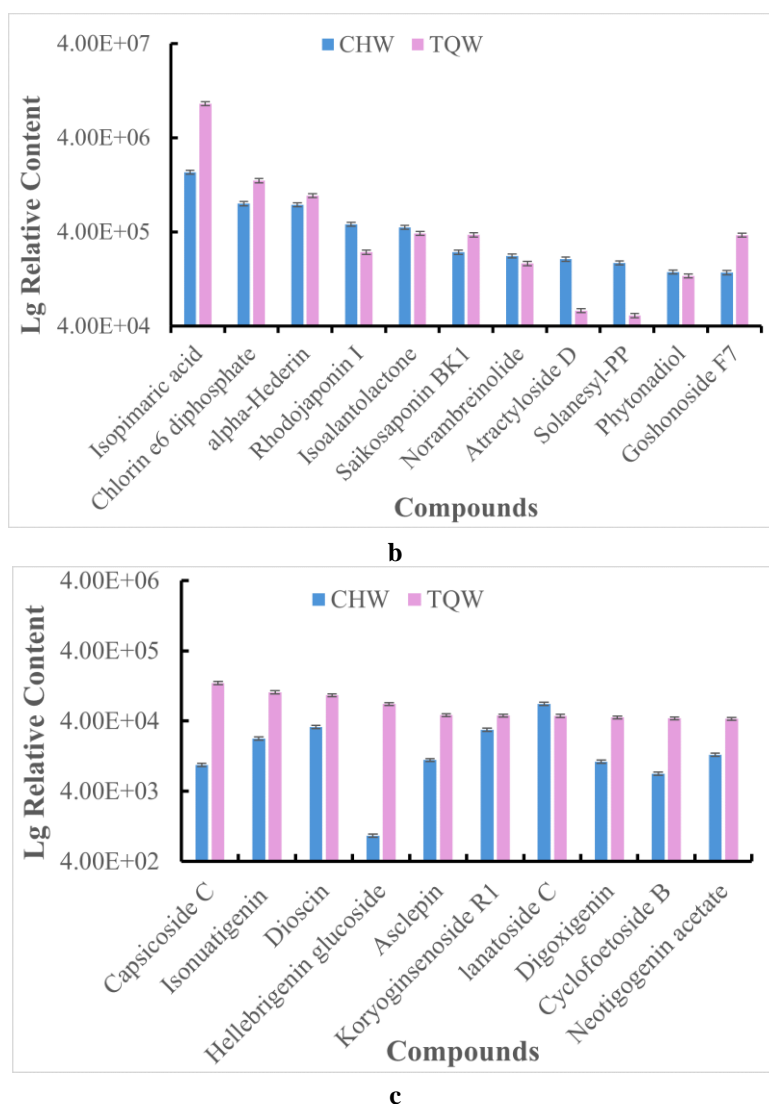 CHW TQW
Lg Relative Content
4.00E+07
4.00E+06
4.00E+05
4.00E+04
Isopimaric acid
Chlorin e6 diphosphate
alpha-Hederin
Rhodojaponin I
Isoalantolactone
Saikosaponin BK1
Norambreinolide
Atractyloside D
Solanesyl-PP
Phytonadiol
Goshonoside F7
Compounds
b
CHW TQW
Lg Relative Content
4.00E+06
4.00E+05
4.00E+04
4.00E+03
4.00E+02
Capsicoside C
Isonuatigenin
Dioscin
Hellebrigenin glucoside
Asclepin
Koryoginsenoside R1
lanatoside C
Digoxigenin
Cyclofoetoside B
Neotigogenin acetate
Compounds
c